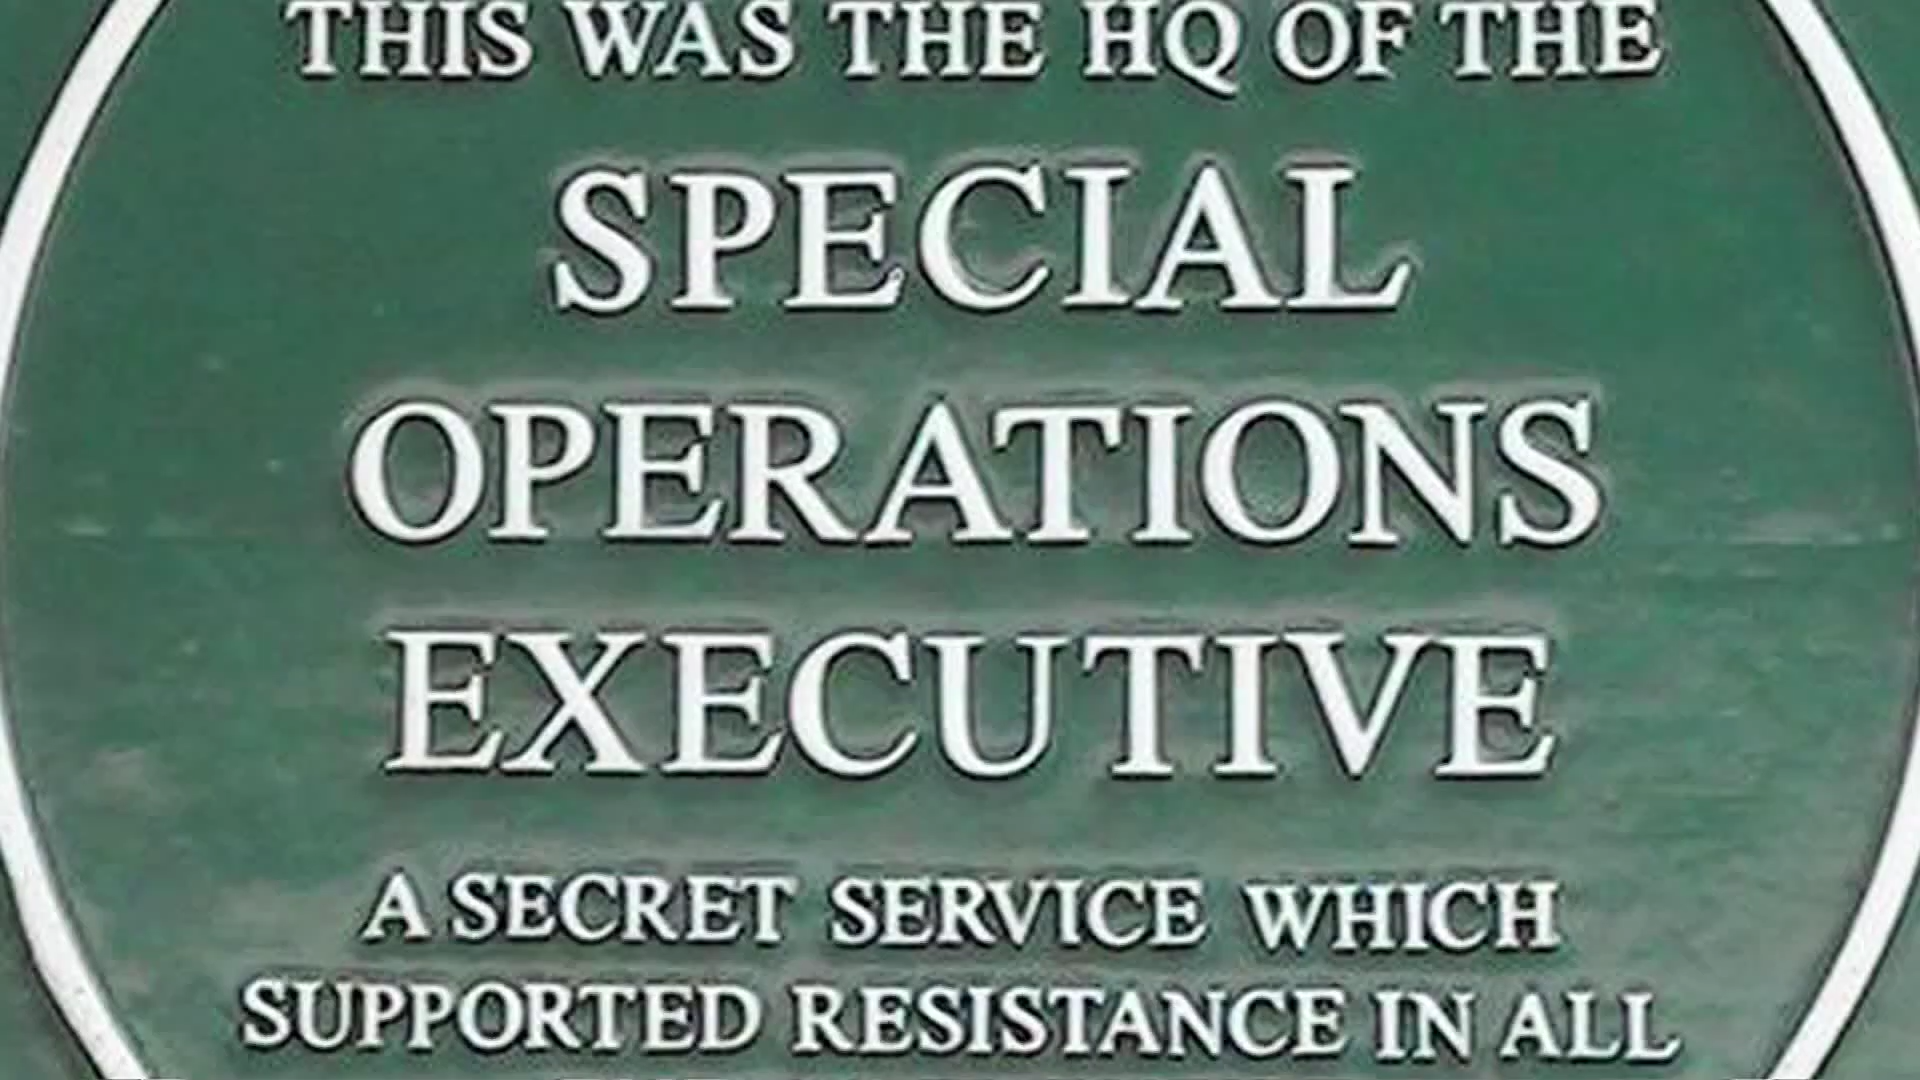 THIS WAS THE HQ OF THE
SPECIAL
OPERATIONS
EXECUTIVE
A SECRET SERVICE WHICH
SUPPORTED RESISTANCE IN ALL